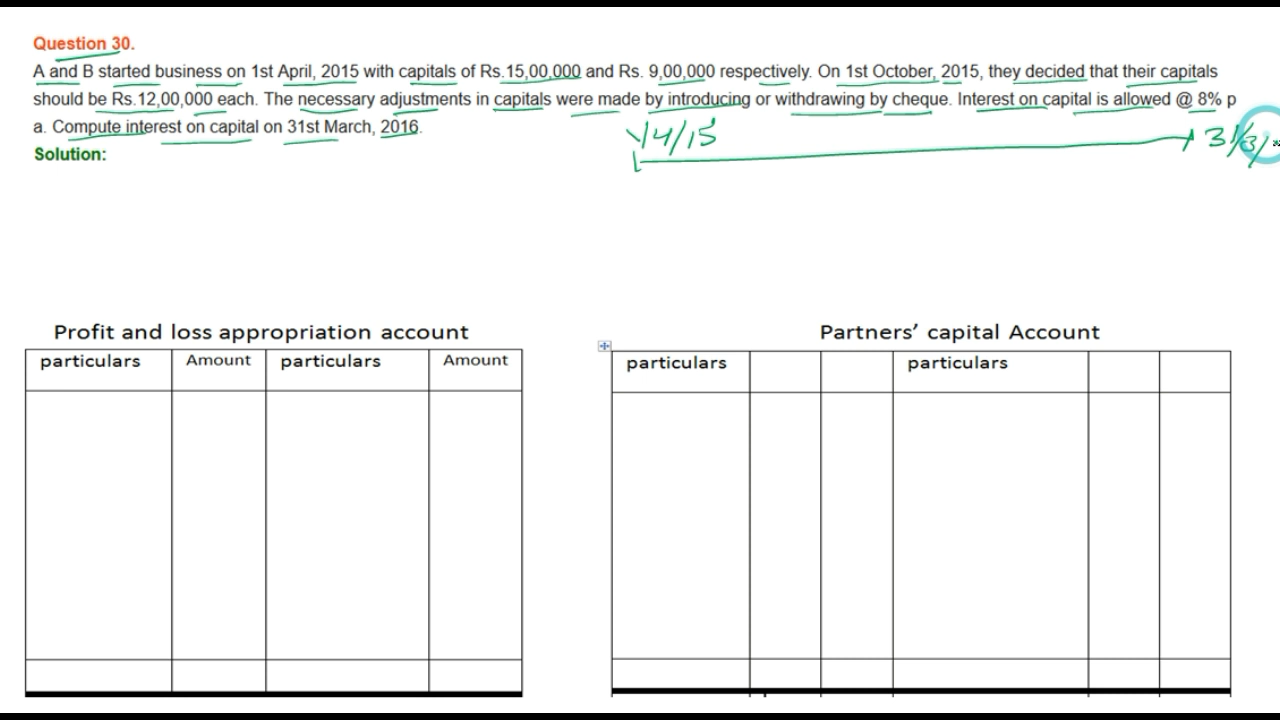 Question 30.
A and B started business on 1st April, 2015 with capitals of Rs.15,00,000 and Rs. 9,00,000 respectively. On 1st October, 2015, they decided that their capitals
should be Rs.12,00,000 each. The necessary adjustments in capitals were made by introducing or withdrawing by cheque. Interest on capital is allowed @ 8% p
a. Compute interest on capital on 31st March, 2016.
1/4/15 31/3/
Solution:
Profit and loss appropriation account
particulars Amount particulars Amount
Partners’ capital Account
particulars particulars